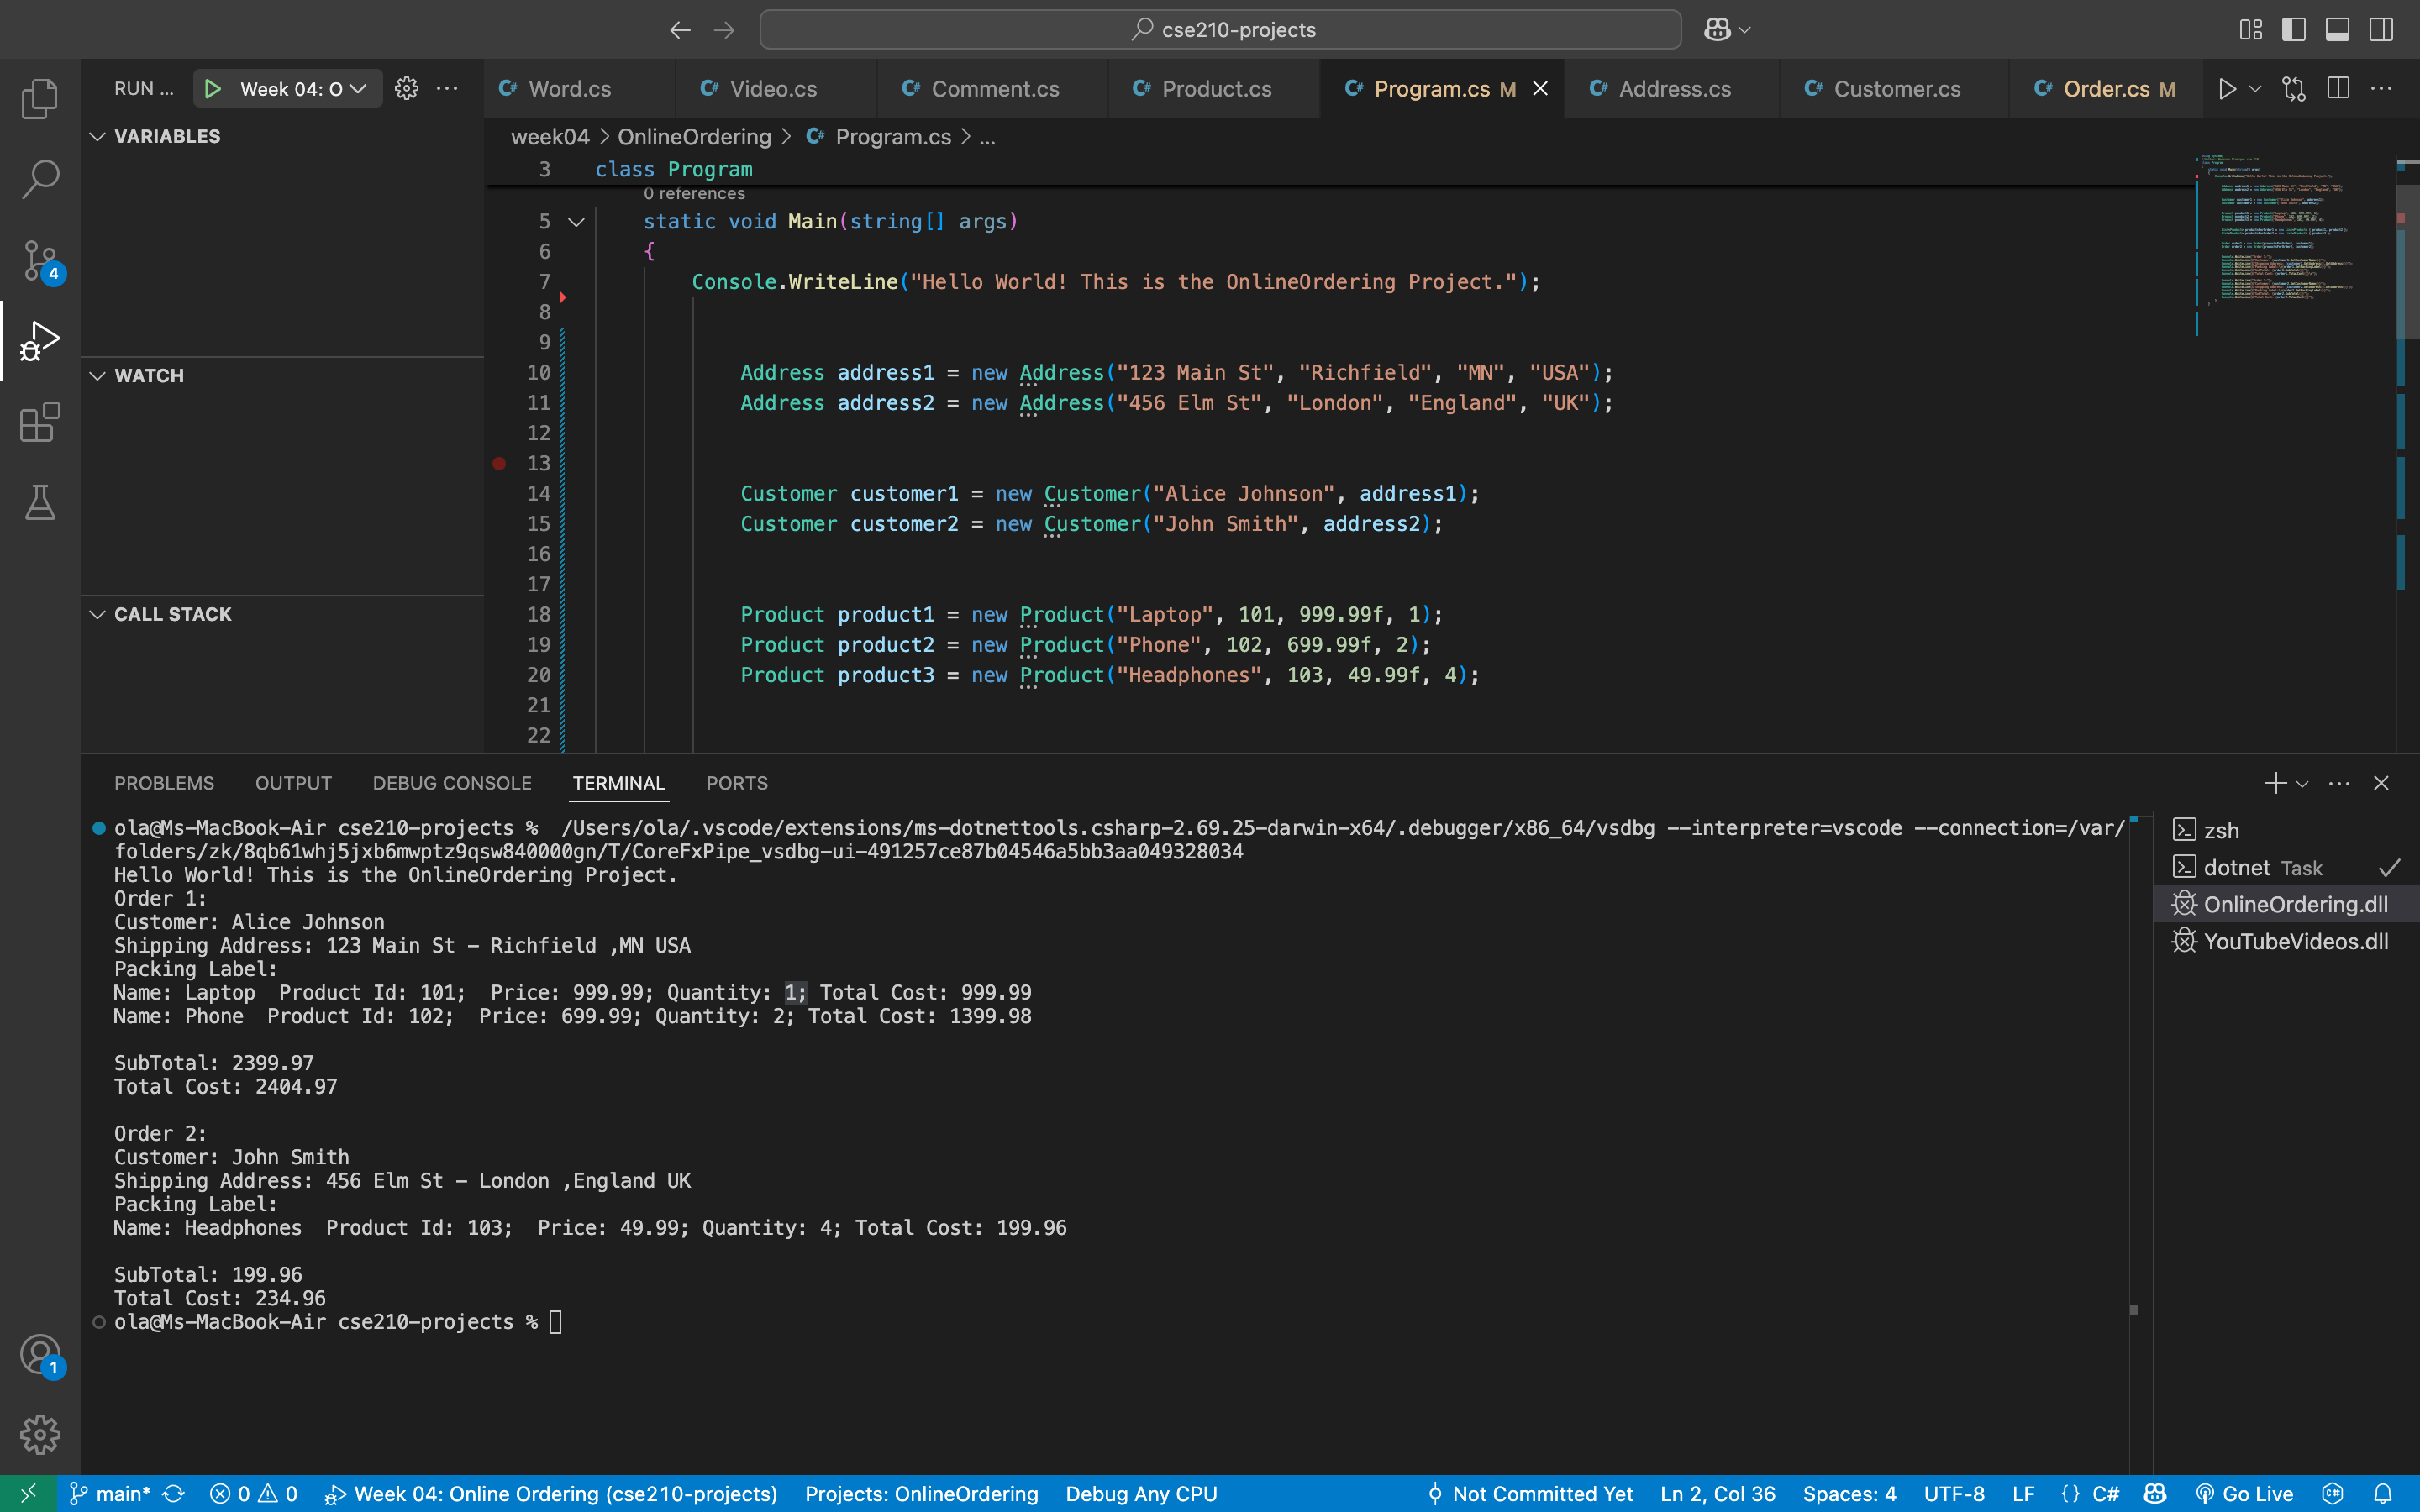 cse210-projects
RUN ...
Week 04: O
Word.cs
Video.cs
Comment.cs
Product.cs
Program.cs M
Address.cs
Customer.cs
Order.cs M
VARIABLES
WATCH
CALL STACK
week04 > OnlineOrdering > Program.cs > ...
3 class Program
0 references
5 static void Main(string[] args)
6 {
7 Console.WriteLine("Hello World! This is the OnlineOrdering Project.");
8
9
10 Address address1 = new Address("123 Main St", "Richfield", "MN", "USA");
11 Address address2 = new Address("456 Elm St", "London", "England", "UK");
12
13
14 Customer customer1 = new Customer("Alice Johnson", address1);
15 Customer customer2 = new Customer("John Smith", address2);
16
17
18 Product product1 = new Product("Laptop", 101, 999.99f, 1);
19 Product product2 = new Product("Phone", 102, 699.99f, 2);
20 Product product3 = new Product("Headphones", 103, 49.99f, 4);
21
22
PROBLEMS OUTPUT DEBUG CONSOLE TERMINAL PORTS
ola@Ms-MacBook-Air cse210-projects % /Users/ola/.vscode/extensions/ms-dotnettools.csharp-2.69.25-darwin-x64/.debugger/x86_64/vsdbg --interpreter=vscode --connection=/var/
folders/zk/8qb61whj5jxb6mwptz9qsw840000gn/T/CoreFxPipe_vsdbg-ui-491257ce87b04546a5bb3aa049328034
Hello World! This is the OnlineOrdering Project.
Order 1:
Customer: Alice Johnson
Shipping Address: 123 Main St - Richfield ,MN USA
Packing Label:
Name: Laptop  Product Id: 101;  Price: 999.99; Quantity: 1; Total Cost: 999.99
Name: Phone  Product Id: 102;  Price: 699.99; Quantity: 2; Total Cost: 1399.98
SubTotal: 2399.97
Total Cost: 2404.97
Order 2:
Customer: John Smith
Shipping Address: 456 Elm St - London ,England UK
Packing Label:
Name: Headphones  Product Id: 103;  Price: 49.99; Quantity: 4; Total Cost: 199.96
SubTotal: 199.96
Total Cost: 234.96
ola@Ms-MacBook-Air cse210-projects %
zsh
dotnet Task
OnlineOrdering.dll
YouTubeVideos.dll
4
1
main* 0 0 Week 04: Online Ordering (cse210-projects) Projects: OnlineOrdering Debug Any CPU Not Committed Yet Ln 2, Col 36 Spaces: 4 UTF-8 LF {} C# Go Live